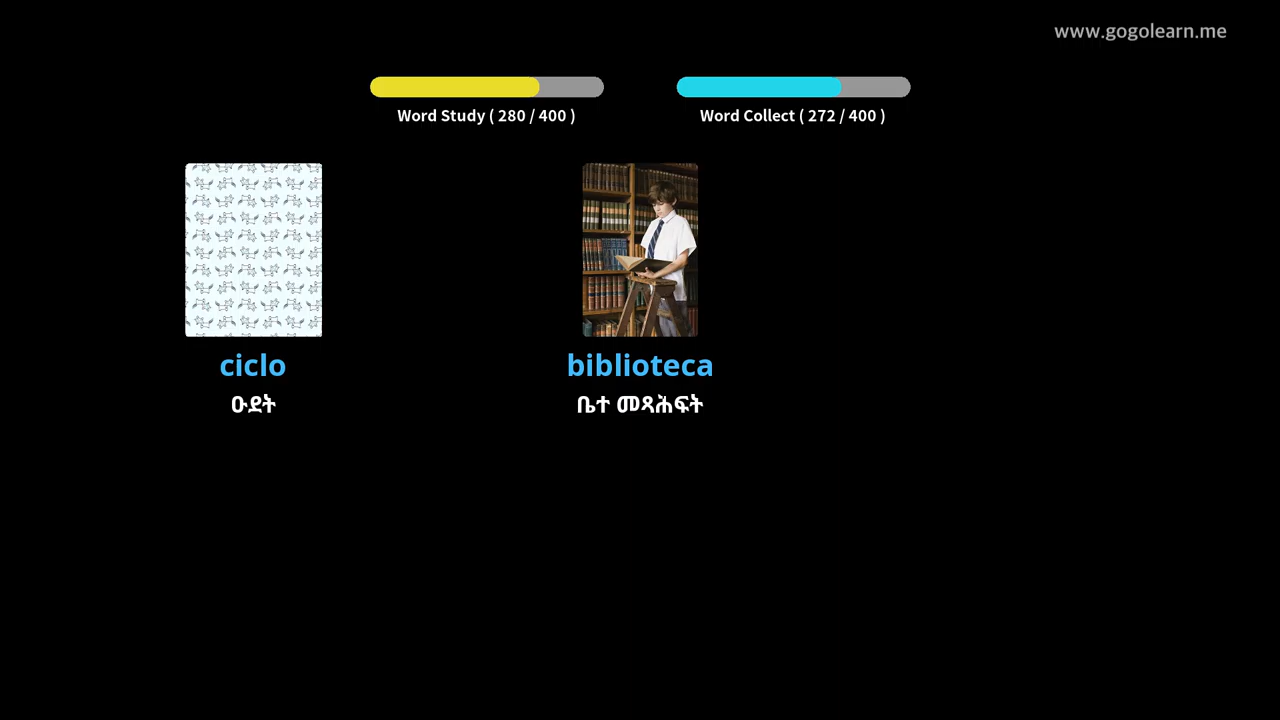 www.gogolearn.me
Word Study ( 280 / 400 )
Word Collect ( 272 / 400 )
ciclo
ዑደት
biblioteca
ቤተ መጻሕፍት